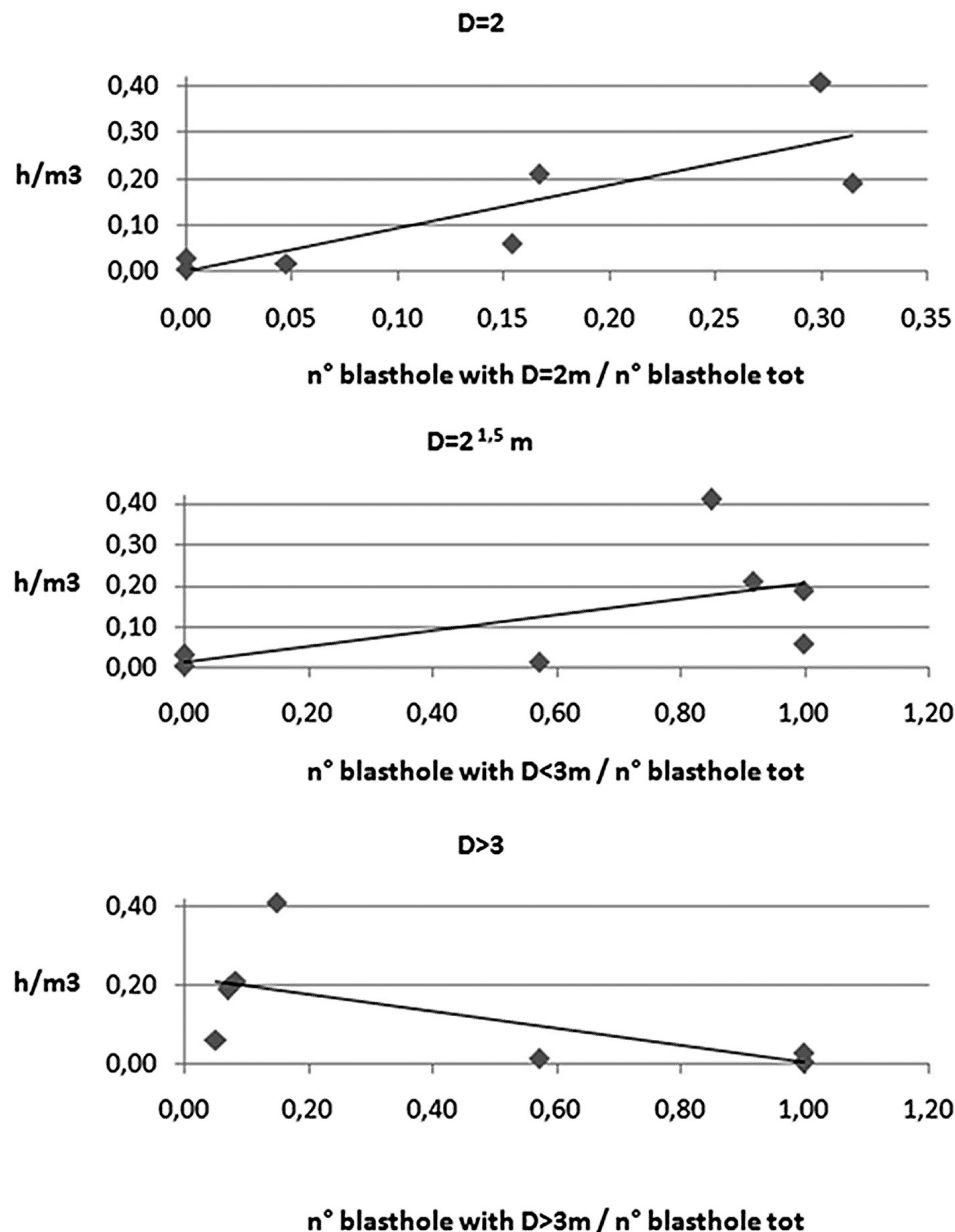 D=2
0,40
0,30
h/m3
0,20
0,10
0,00
0,00 0,05 0,10 0,15 0,20 0,25 0,30 0,35
n° blasthole with D=2m / n° blasthole tot
D=2 1,5 m
0,40
0,30
h/m3
0,20
0,10
0,00
0,00 0,20 0,40 0,60 0,80 1,00 1,20
n° blasthole with D<3m / n° blasthole tot
D>3
0,40
h/m3
0,20
0,00
0,00 0,20 0,40 0,60 0,80 1,00 1,20
n° blasthole with D>3m / n° blasthole tot